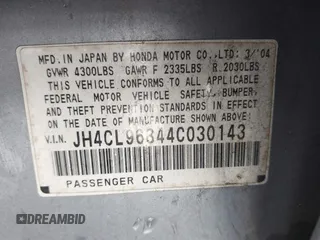 MFD.IN JAPAN BY HONDA MOTOR CO.,LTD. 3/'04
GVWR 4300LBS GAWR F 2335LBS R 2030LBS
THIS VEHICLE CONFORMS TO ALL APPLICABLE
FEDERAL MOTOR VEHICLE SAFETY, BUMPER,
AND THEFT PREVENTION STANDARDS IN EFFECT
ON THE DATE OF MANUFACTURE SHOWN ABOVE.
V.I.N. JH4CL96344C030143
PASSENGER CAR
DREAMBID